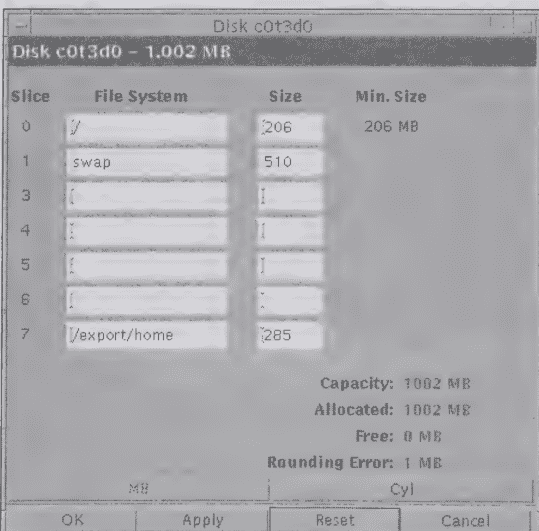 Disk c0t3d0
Disk c0t3d0 - 1.002 MB
Slice File System Size Min. Size
0 / 206 206 MB
1 swap 510
3
4
5
6
7 /export/home 285
Capacity: 1002 MB
Allocated: 1002 MB
Free: 0 MB
Rounding Error: 1 MB
MB Cyl
OK Apply Reset Cancel